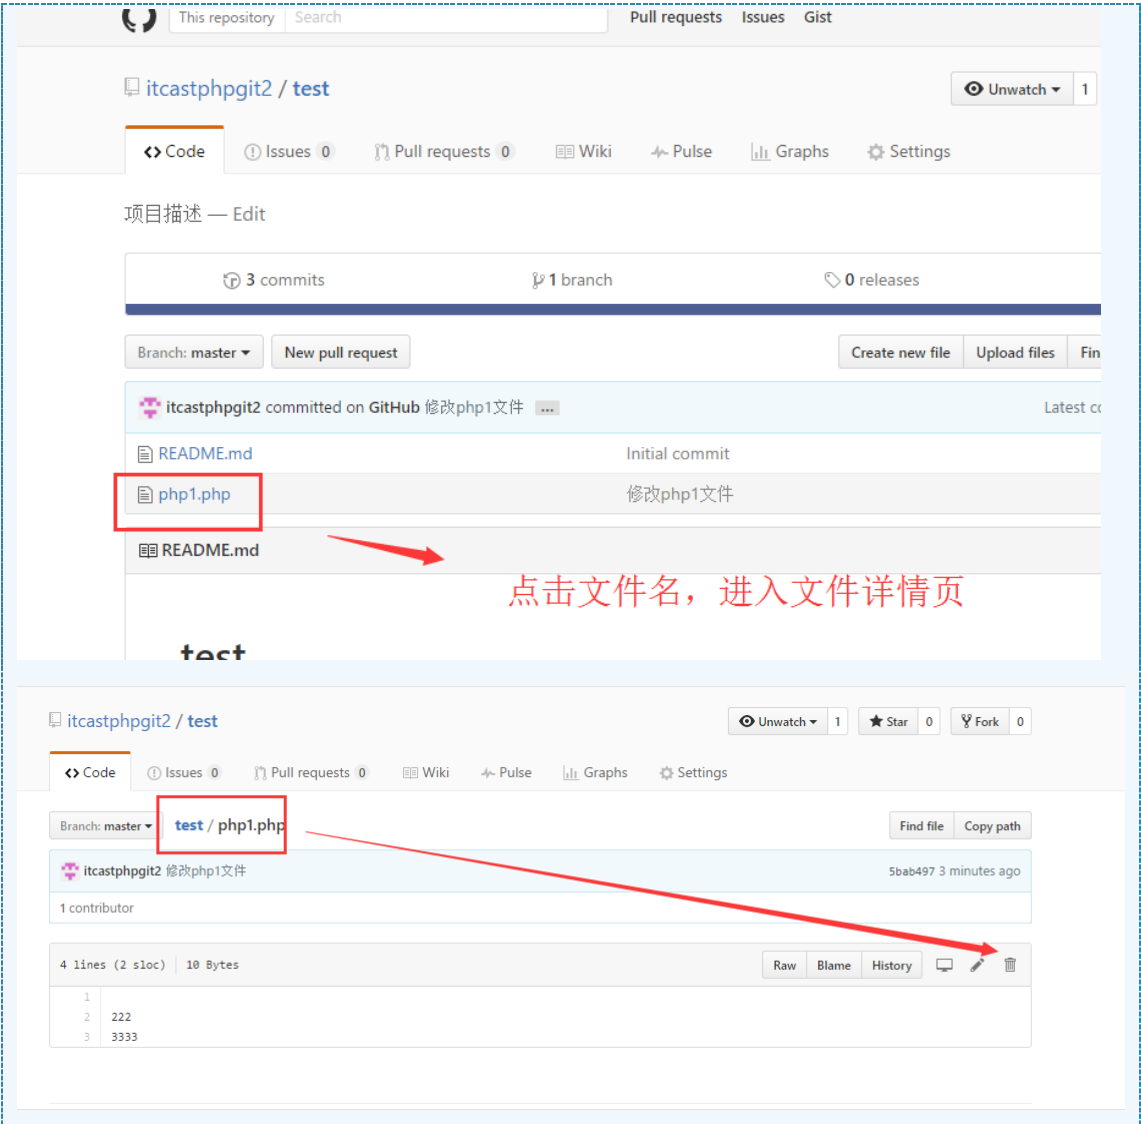 This repository Search Pull requests Issues Gist
itcastphpgit2 / test Unwatch 1
Code Issues 0 Pull requests 0 Wiki Pulse Graphs Settings
项目描述 — Edit
3 commits 1 branch 0 releases
Branch: master New pull request Create new file Upload files Fin
itcastphpgit2 committed on GitHub 修改php1文件 ... Latest co
README.md Initial commit
php1.php 修改php1文件
README.md
点击文件名，进入文件详情页
test
itcastphpgit2 / test Unwatch 1 Star 0 Fork 0
Code Issues 0 Pull requests 0 Wiki Pulse Graphs Settings
Branch: master test / php1.php Find file Copy path
itcastphpgit2 修改php1文件 5bab497 3 minutes ago
1 contributor
4 lines (2 sloc) 10 Bytes Raw Blame History
1
2 222
3 3333